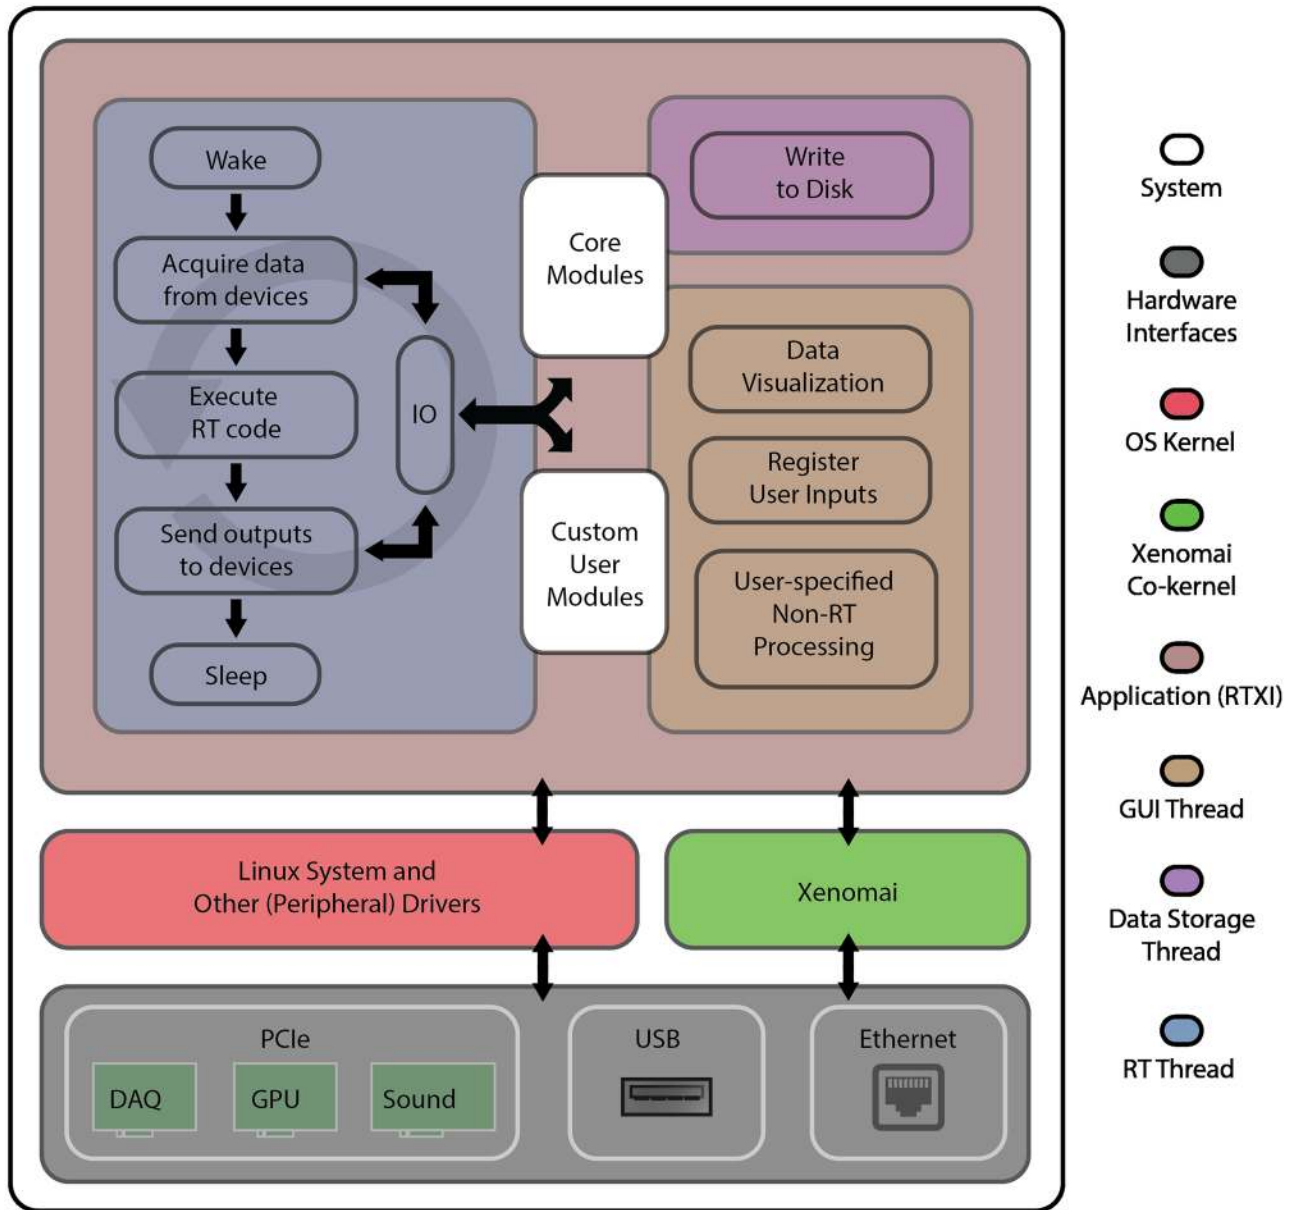 Wake
Acquire data
from devices
Execute
RT code
Send outputs
to devices
Sleep
IO
Core
Modules
Custom
User
Modules
Write
to Disk
Data
Visualization
Register
User Inputs
User-specified
Non-RT
Processing
Linux System and
Other (Peripheral) Drivers
Xenomai
PCIe
DAQ
GPU
Sound
USB
Ethernet
System
Hardware
Interfaces
OS Kernel
Xenomai
Co-kernel
Application (RTXI)
GUI Thread
Data Storage
Thread
RT Thread